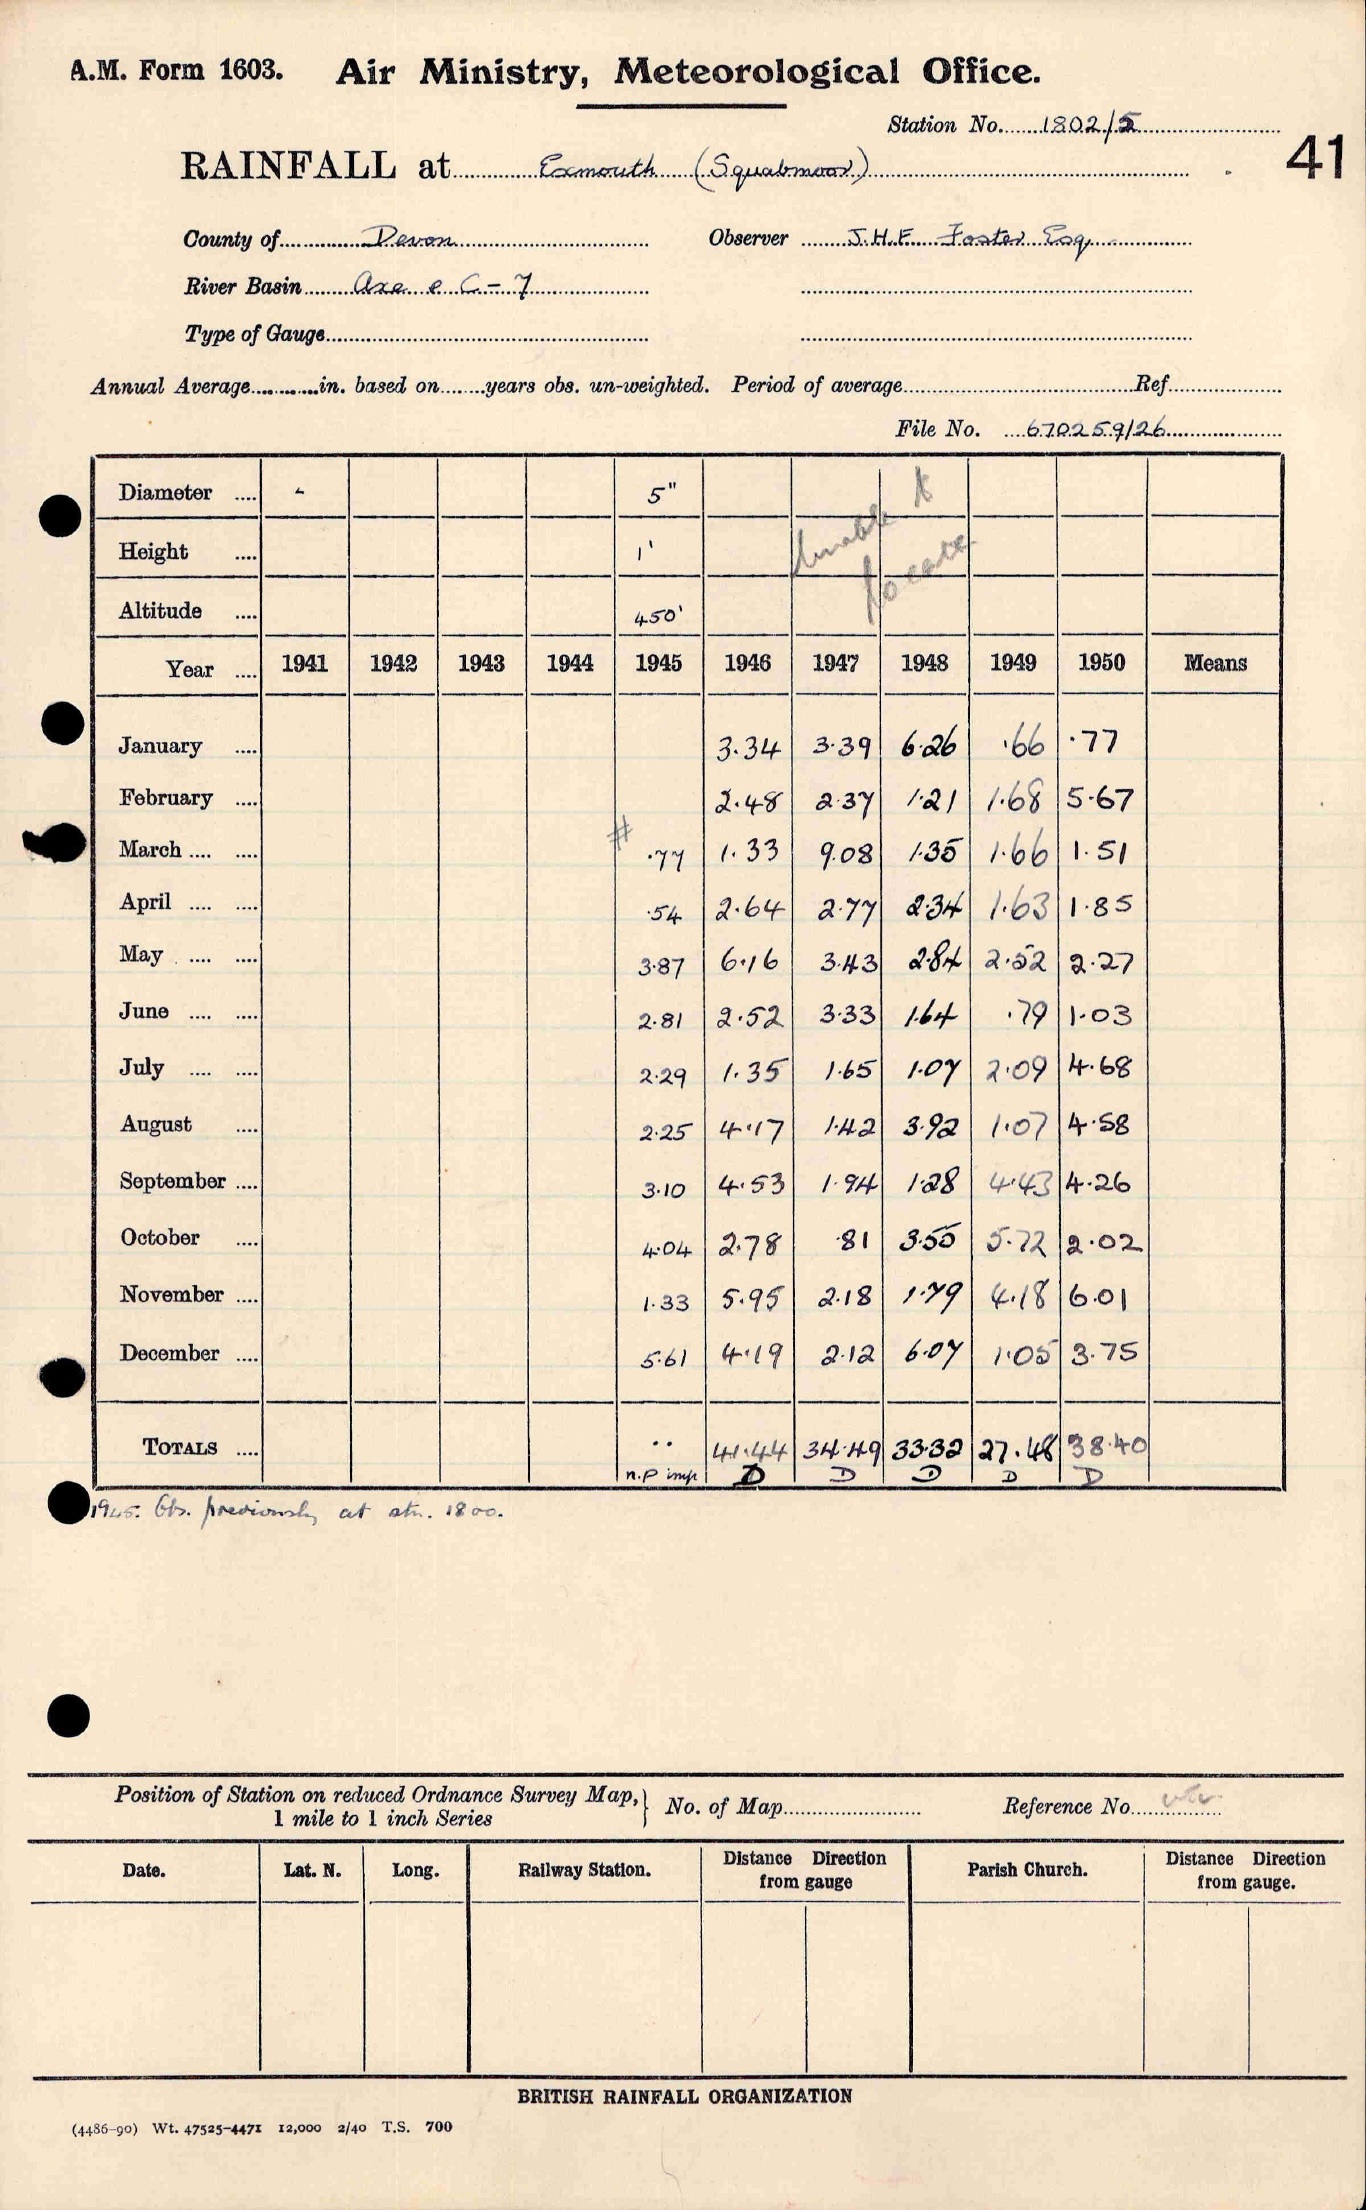 A.M. Form 1603. Air Ministry, Meteorological Office.
Station No. 1802/5
41
RAINFALL at Exmouth (Squabmoor)
County of Devon Observer J.H.F. Foster Esq.
River Basin Axe e C-7
Type of Gauge
Annual Average in. based on years obs. un-weighted. Period of average Ref
File No. 670259/26
Diameter - 5"
Height 1'
Unable to locate
Altitude 450'
Year 1941 1942 1943 1944 1945 1946 1947 1948 1949 1950 Means
January 3.34 3.39 6.26 .66 .77
February 2.48 2.37 1.21 1.68 5.67
March # .77 1.33 9.08 1.35 1.66 1.51
April .54 2.64 2.77 2.34 1.63 1.85
May 3.87 6.16 3.43 2.84 2.52 2.27
June 2.81 2.52 3.33 1.64 .79 1.03
July 2.29 1.35 1.65 1.07 2.09 4.68
August 2.25 4.17 1.42 3.92 1.07 4.58
September 3.10 4.53 1.94 1.28 4.43 4.26
October 4.04 2.78 .81 3.55 5.72 2.02
November 1.33 5.95 2.18 1.79 4.18 6.01
December 5.61 4.19 2.12 6.07 1.05 3.75
TOTALS .. 41.44 34.49 33.32 27.48 38.40
n.p imp D D D D D
1945. Obs. previously at stn. 1800.
Position of Station on reduced Ordnance Survey Map, 1 mile to 1 inch Series } No. of Map Reference No.
Date. Lat. N. Long. Railway Station. Distance Direction from gauge Parish Church. Distance Direction from gauge.
BRITISH RAINFALL ORGANIZATION
(4486-90) Wt. 47525-4471 12,000 2/40 T.S. 700